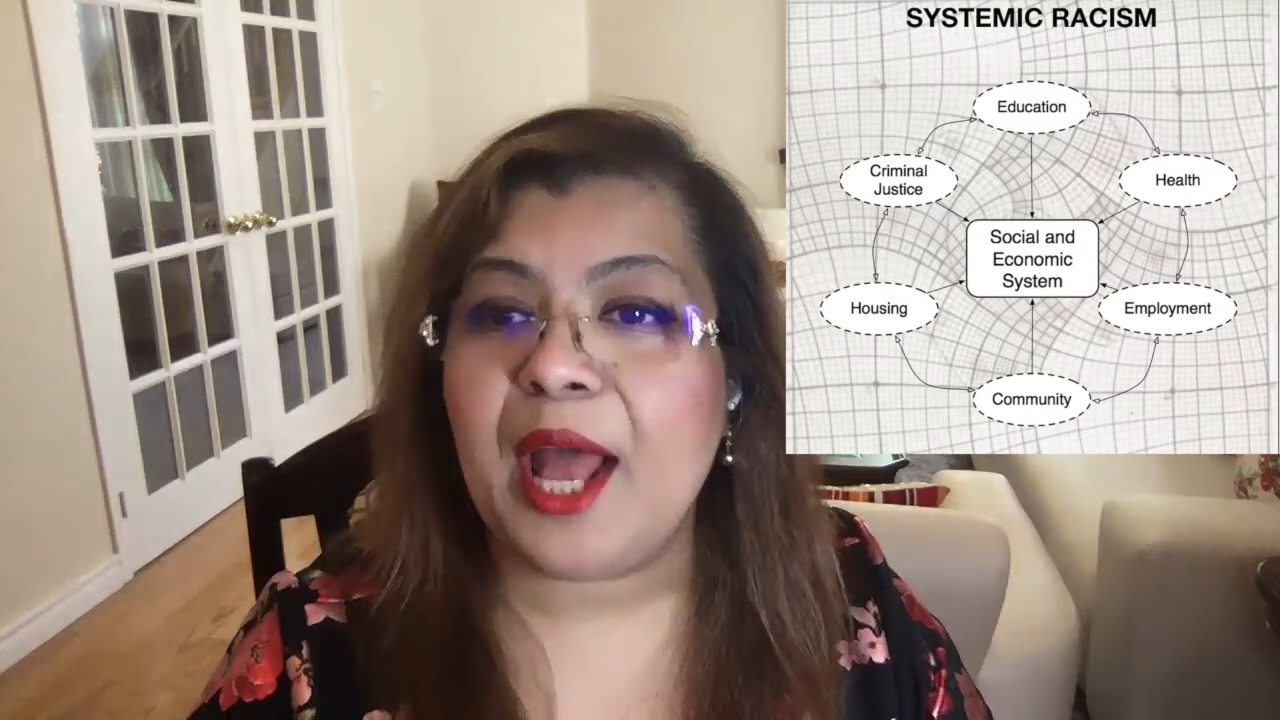 SYSTEMIC RACISM
Education
Criminal
Justice
Health
Social and
Economic
System
Housing
Employment
Community